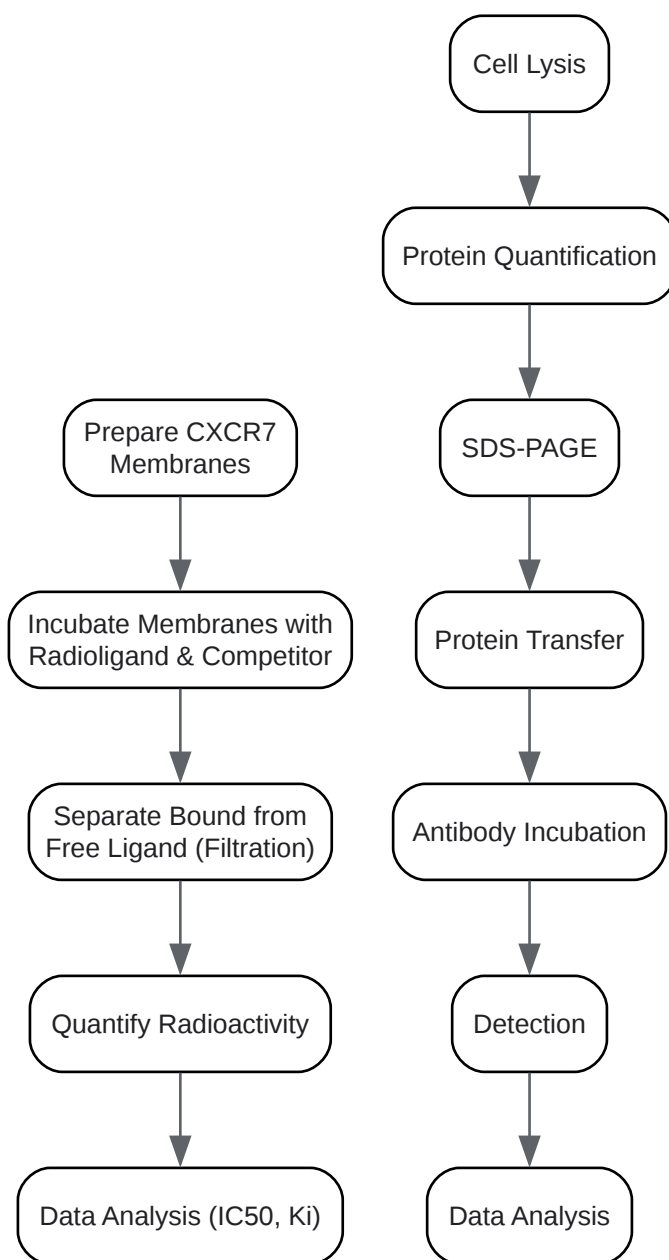 Cell Lysis
Protein Quantification
SDS-PAGE
Protein Transfer
Antibody Incubation
Detection
Data Analysis
Prepare CXCR7
Membranes
Incubate Membranes with
Radioligand & Competitor
Separate Bound from
Free Ligand (Filtration)
Quantify Radioactivity
Data Analysis (IC50, Ki)